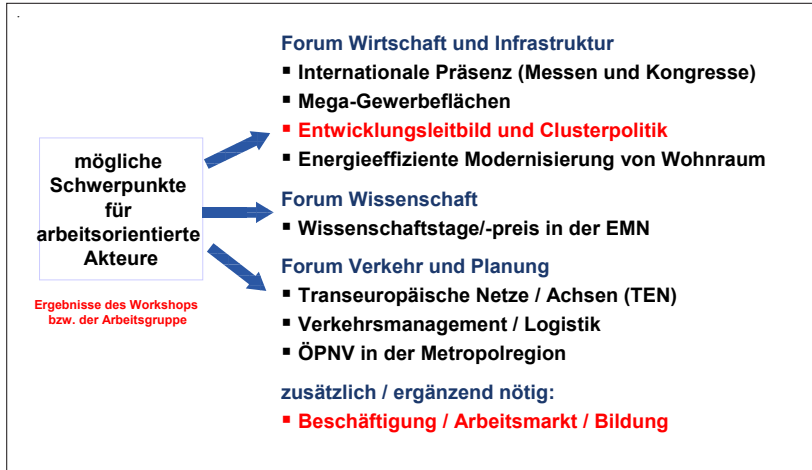 Forum Wirtschaft und Infrastruktur
▪ Internationale Präsenz (Messen und Kongresse)
▪ Mega-Gewerbeflächen
▪ Entwicklungsleitbild und Clusterpolitik
▪ Energieeffiziente Modernisierung von Wohnraum
mögliche
Schwerpunkte
für
arbeitsorientierte
Akteure
Ergebnisse des Workshops
bzw. der Arbeitsgruppe
Forum Wissenschaft
▪ Wissenschaftstage/-preis in der EMN
Forum Verkehr und Planung
▪ Transeuropäische Netze / Achsen (TEN)
▪ Verkehrsmanagement / Logistik
▪ ÖPNV in der Metropolregion
zusätzlich / ergänzend nötig:
▪ Beschäftigung / Arbeitsmarkt / Bildung